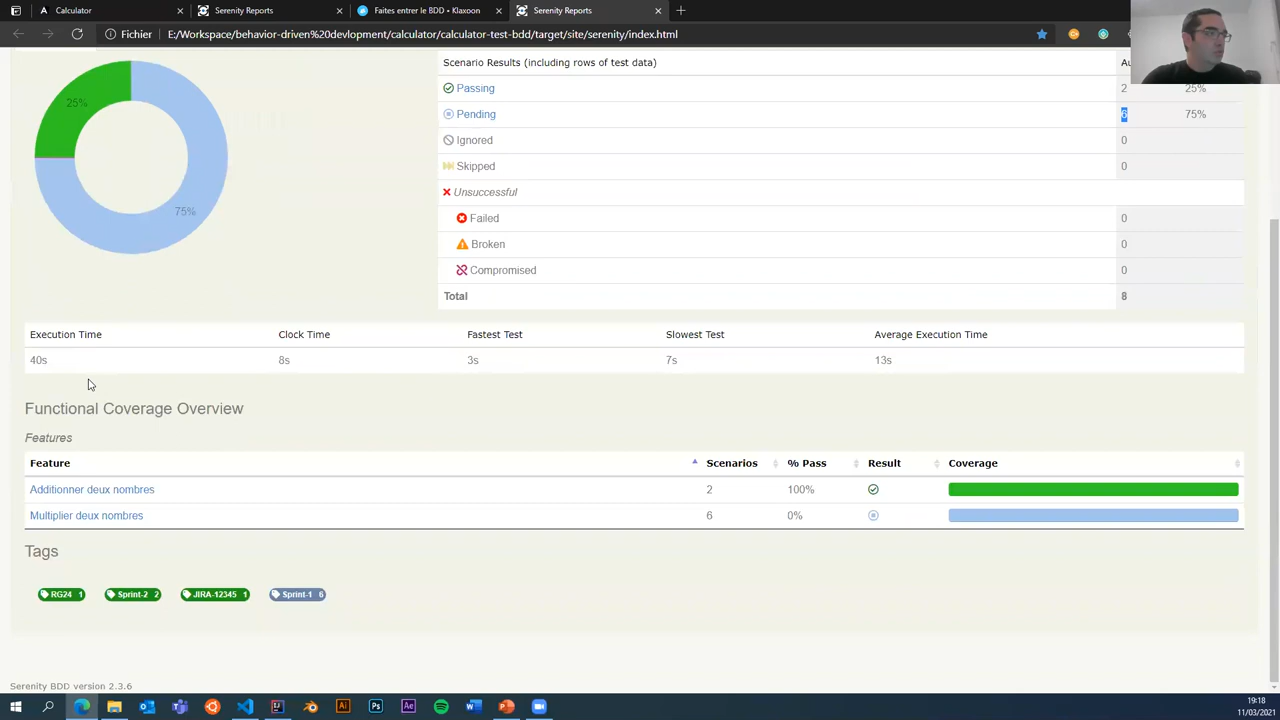 Calculator
Serenity Reports
Faites entrer le BDD • Klaxoon
Serenity Reports
Fichier
E:/Workspace/behavior-driven%20devlopment/calculator/calculator-test-bdd/target/site/serenity/index.html
25%
75%
Scenario Results (including rows of test data)
Passing 2 25%
Pending 6 75%
Ignored 0
Skipped 0
Unsuccessful
Failed 0
Broken 0
Compromised 0
Total 8
Execution Time Clock Time Fastest Test Slowest Test Average Execution Time
40s 8s 3s 7s 13s
Functional Coverage Overview
Features
Feature Scenarios % Pass Result Coverage
Additionner deux nombres 2 100%
Multiplier deux nombres 6 0%
Tags
RG24 1 Sprint-2 2 JIRA-12345 1 Sprint-1 6
Serenity BDD version 2.3.6
19:18
11/03/2021